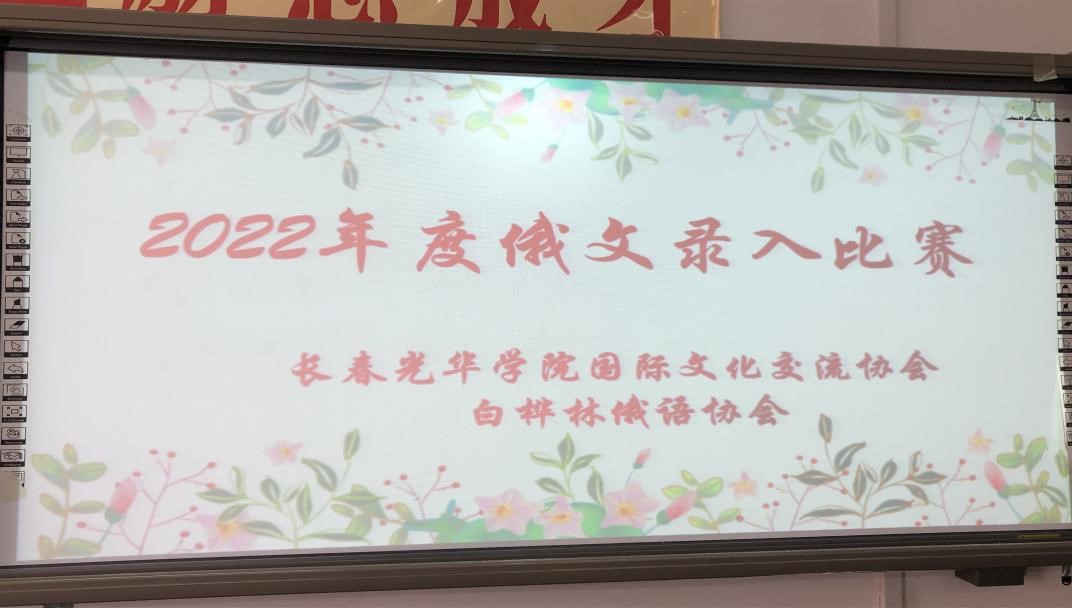 2022年度俄文录入比赛
长春光华学院国际文化交流协会
白桦林俄语协会